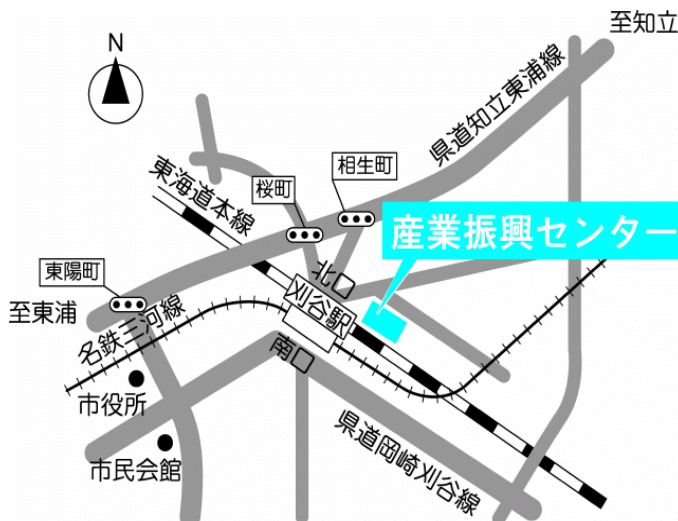 至知立
N
県道知立東浦線
相生町
東海道本線
桜町
産業振興センター
東陽町
北口
至東浦
刈谷駅
名鉄三河線
南口
市役所
県道岡崎刈谷線
市民会館